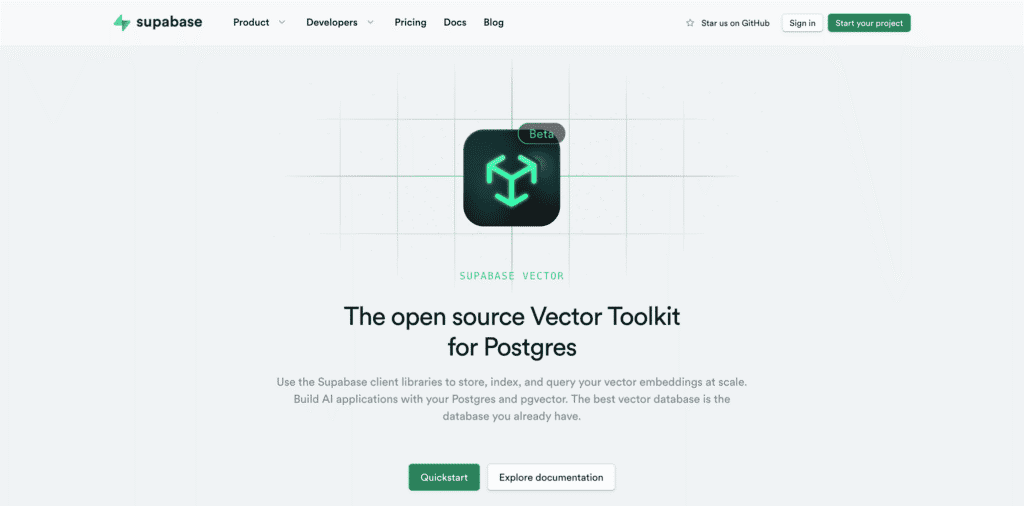 supabase Product Developers Pricing Docs Blog Star us on GitHub Sign in Start your project
Beta
SUPABASE VECTOR
The open source Vector Toolkit
for Postgres
Use the Supabase client libraries to store, index, and query your vector embeddings at scale.
Build AI applications with your Postgres and pgvector. The best vector database is the
database you already have.
Quickstart Explore documentation